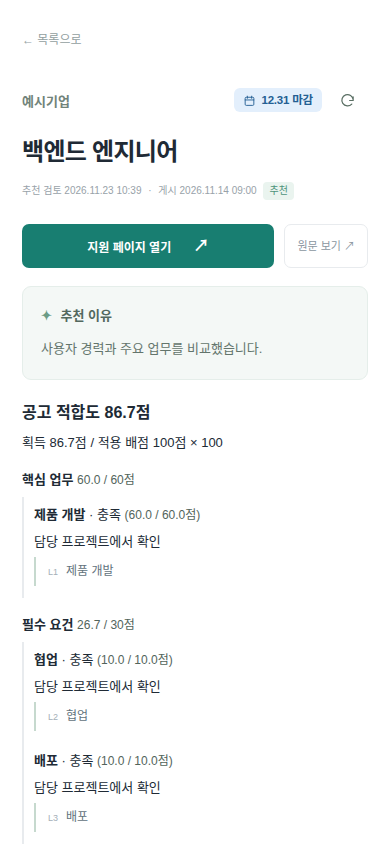 ← 목록으로
예시기업
12.31 마감
백엔드 엔지니어
추천 검토 2026.11.23 10:39 · 게시 2026.11.14 09:00 추천
지원 페이지 열기 ↗
원문 보기 ↗
✦ 추천 이유
사용자 경력과 주요 업무를 비교했습니다.
공고 적합도 86.7점
획득 86.7점 / 적용 배점 100점 × 100
핵심 업무 60.0 / 60점
제품 개발 · 충족 (60.0 / 60.0점)
담당 프로젝트에서 확인
L1 제품 개발
필수 요건 26.7 / 30점
협업 · 충족 (10.0 / 10.0점)
담당 프로젝트에서 확인
L2 협업
배포 · 충족 (10.0 / 10.0점)
담당 프로젝트에서 확인
L3 배포